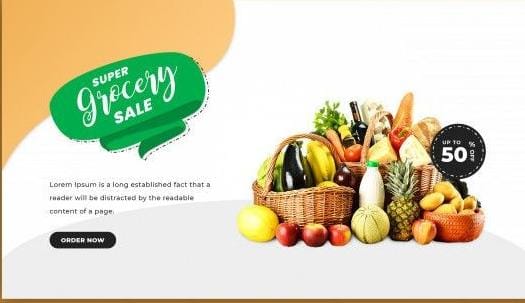 SUPER
Grocery
SALE
Lorem Ipsum is a long established fact that a
reader will be distracted by the readable
content of a page.
ORDER NOW
UP TO
50 % OFF